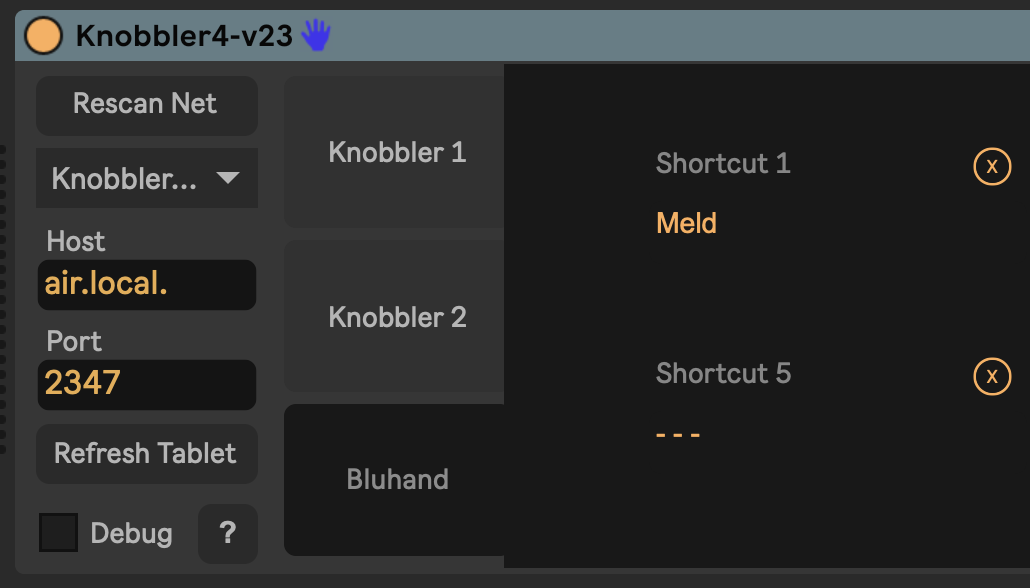 Knobbler4-v23
Rescan Net
Knobbler...
Host
air.local.
Port
2347
Refresh Tablet
Debug
?
Knobbler 1
Knobbler 2
Bluhand
Shortcut 1
X
Meld
Shortcut 5
X
---